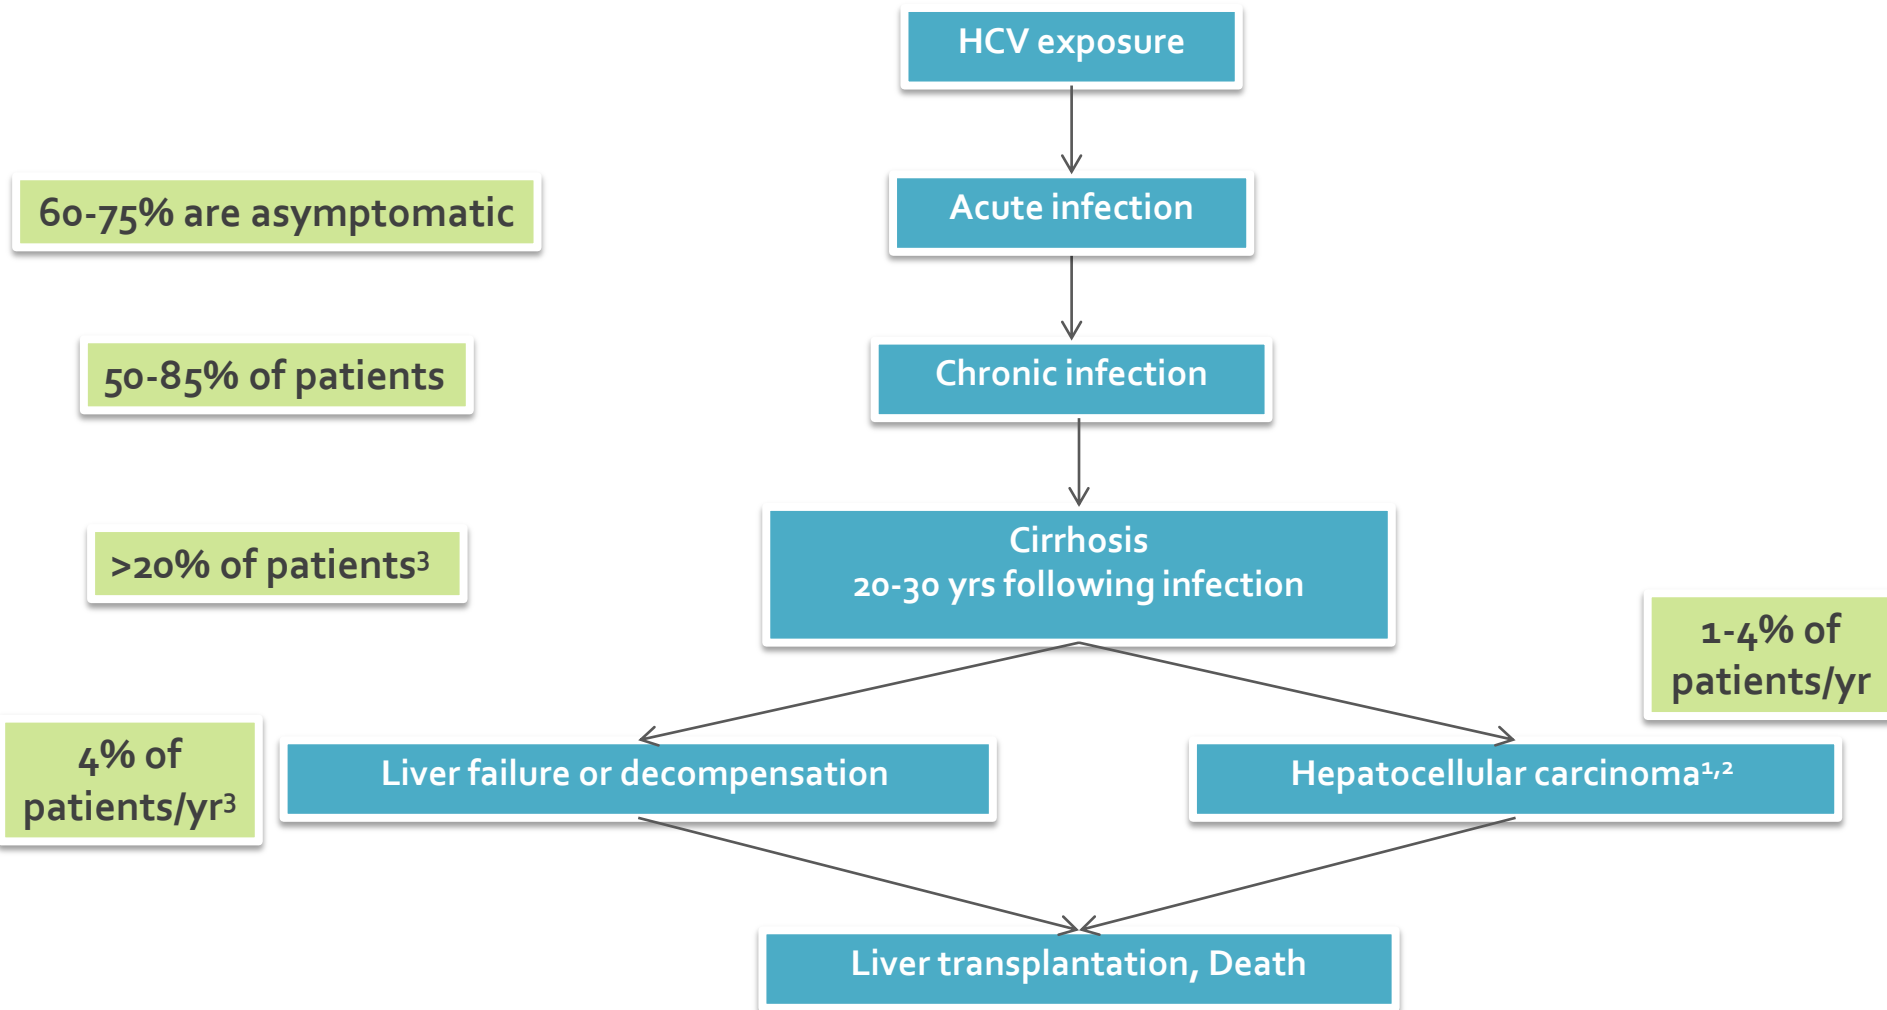 HCV exposure
60-75% are asymptomatic
Acute infection
50-85% of patients
Chronic infection
>20% of patients³
Cirrhosis
20-30 yrs following infection
1-4% of
patients/yr
4% of
patients/yr³
Liver failure or decompensation
Hepatocellular carcinoma¹,²
Liver transplantation, Death